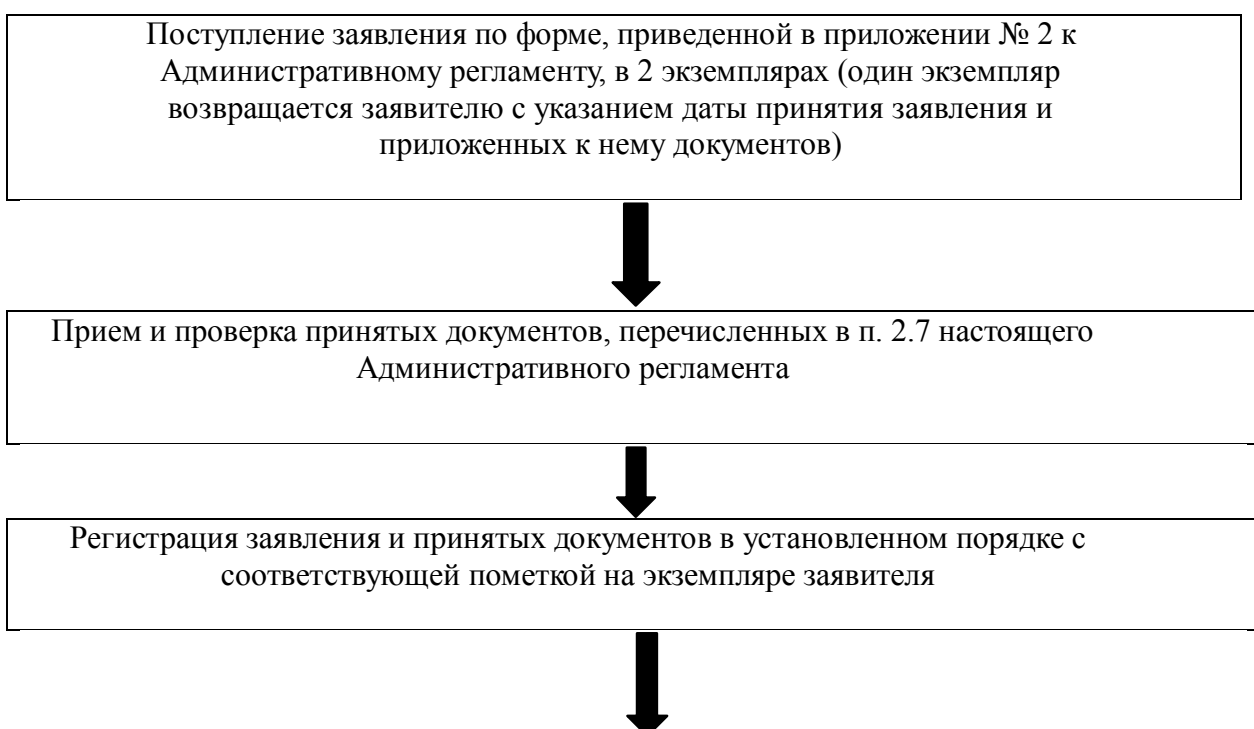 Поступление заявления по форме, приведенной в приложении № 2 к
Административному регламенту, в 2 экземплярах (один экземпляр
возвращается заявителю с указанием даты принятия заявления и
приложенных к нему документов)
Прием и проверка принятых документов, перечисленных в п. 2.7 настоящего
Административного регламента
Регистрация заявления и принятых документов в установленном порядке с
соответствующей пометкой на экземпляре заявителя